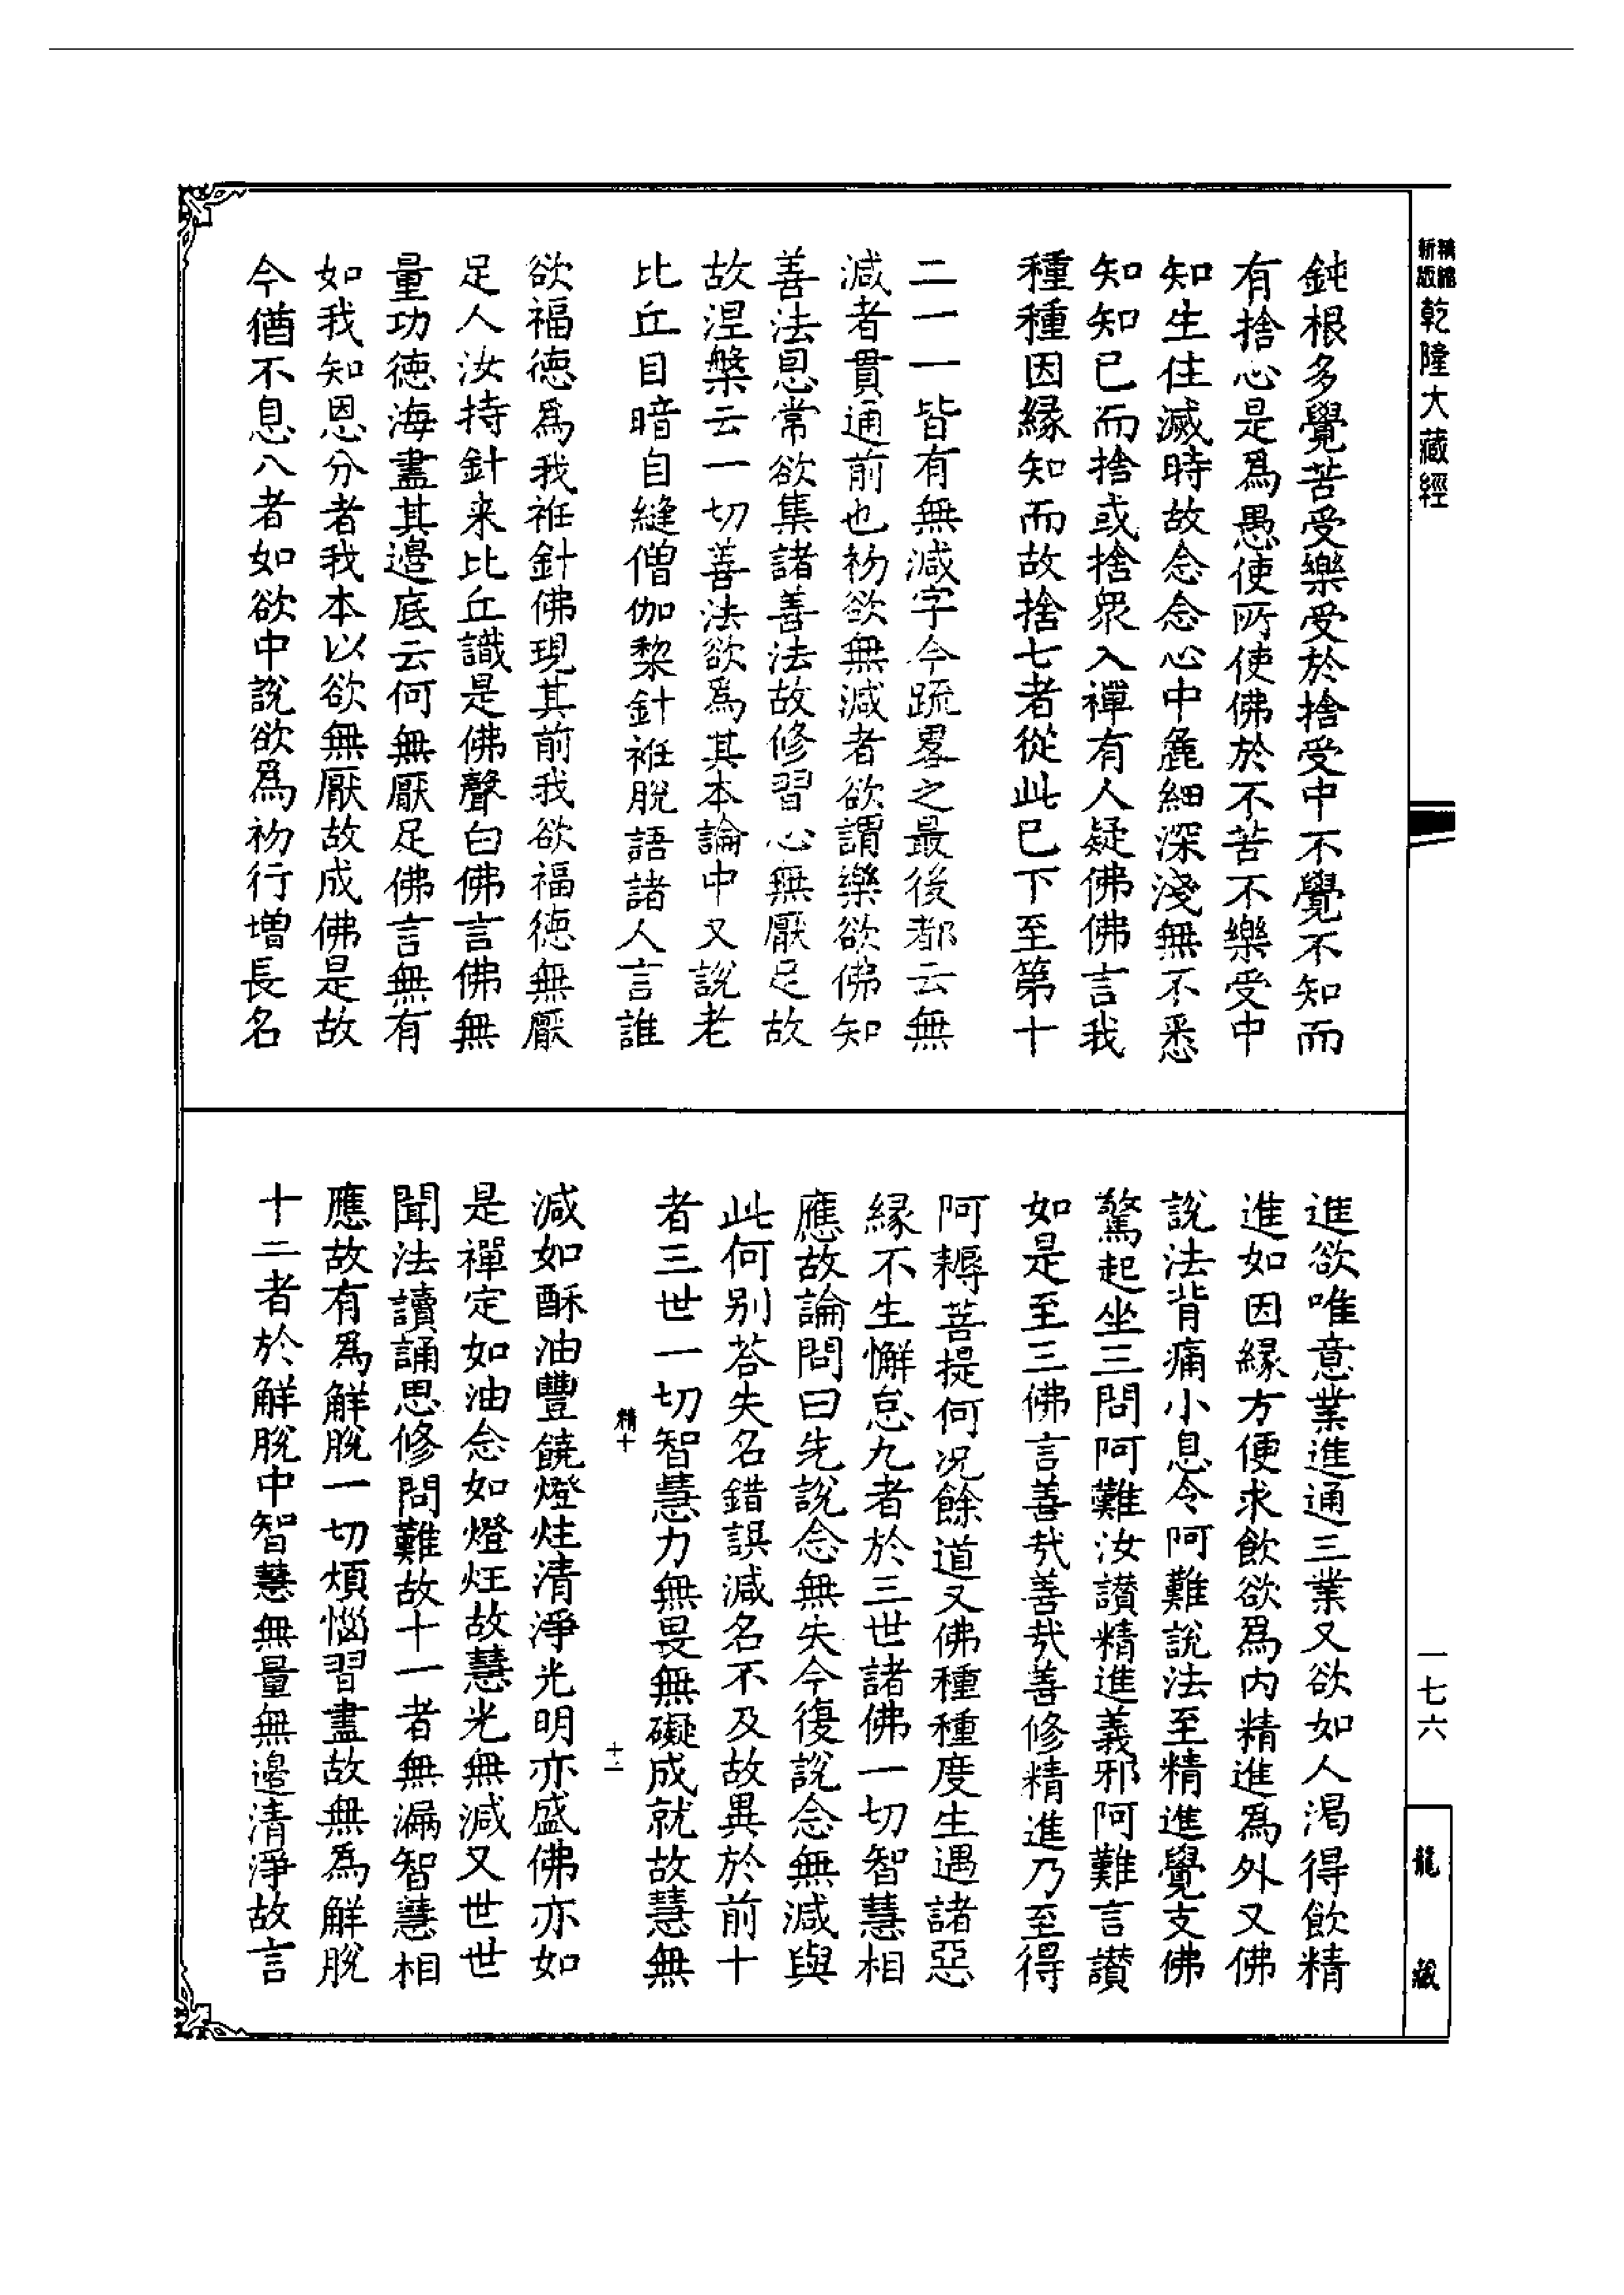 精縮新版乾隆大藏經
鈍根多覺苦受樂受於捨受中不覺不知而
有捨心是為愚使所使佛於不苦不樂受中
知生住滅時故念念心中麁細深淺無不悉
知知已而捨或捨眾入禪有人疑佛佛言我
種種因緣知而故捨七者從此已下至第十
二一一皆有無減字今疏畧之最後都云無
減者貫通前也初欲無減者欲謂樂欲佛知
善法恩常欲集諸善法故修習心無厭足故
故涅槃云一切善法欲為其本論中又說老
比丘目暗自縫僧伽黎針袵脫語諸人言誰
欲福德為我袵針佛現其前我欲福德無厭
足人汝持針来比丘識是佛聲白佛言佛無
量功德海盡其邊底云何無厭足佛言無有
如我知恩分者我本以欲無厭故成佛是故
今猶不息八者如欲中說欲為初行增長名
進欲唯意業進通三業又欲如人渴得飲精
進如因緣方便求飲欲為內精進為外又佛
說法背痛小息令阿難說法至精進覺支佛
驚起坐三問阿難汝讚精進義邪阿難言讚
如是至三佛言善哉善哉善修精進乃至得
阿耨菩提何況餘道又佛種種度生遇諸惡
緣不生懈怠九者於三世諸佛一切智慧相
應故論問曰先說念無失今復說念無減與
此何別荅失名錯誤減名不及故異於前十
者三世一切智慧力無畏無礙成就故慧無
精十 十二
減如酥油豐饒燈炷清淨光明亦盛佛亦如
是禪定如油念如燈炷故慧光無減又世世
聞法讀誦思修問難故十一者無漏智慧相
應故有為解脫一切煩惱習盡故無為解脫
十二者於解脫中智慧無量無邊清淨故言
一七六
龍藏